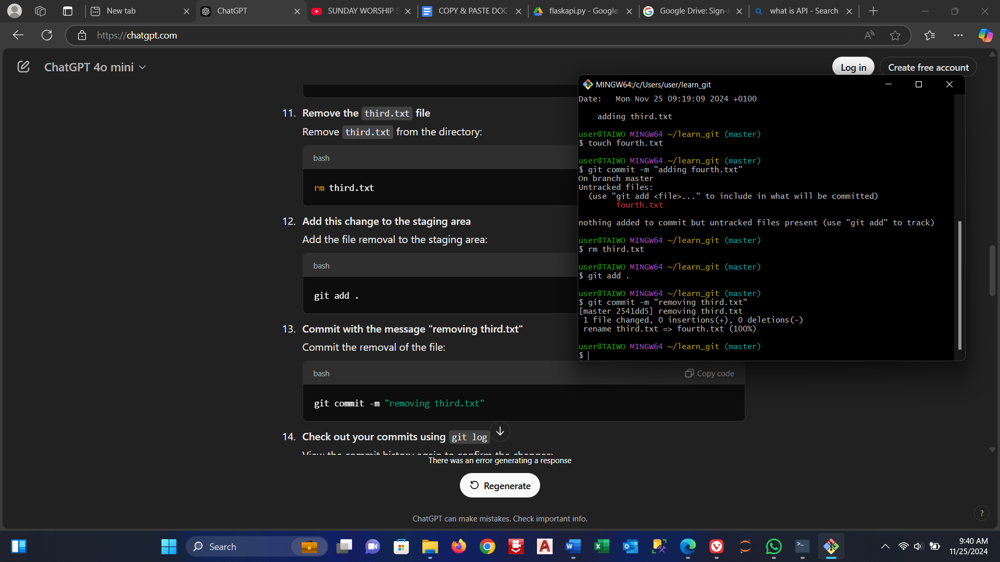 New tab
ChatGPT
SUNDAY WORSHIP S
COPY & PASTE DOC
flaskapi.py - Google
Google Drive: Sign-i
what is API - Search
https://chatgpt.com
ChatGPT 4o mini
Log in
Create free account
11. Remove the third.txt file
Remove third.txt from the directory:
bash
rm third.txt
12. Add this change to the staging area
Add the file removal to the staging area:
bash
git add .
13. Commit with the message "removing third.txt"
Commit the removal of the file:
bash
Copy code
git commit -m "removing third.txt"
14. Check out your commits using git log
View the commit history again to confirm the changes:
There was an error generating a response
Regenerate
ChatGPT can make mistakes. Check important info.
?
MINGW64:/c/Users/user/learn_git
Date:   Mon Nov 25 09:19:09 2024 +0100
adding third.txt
user@TAIWO MINGW64 ~/learn_git (master)
$ touch fourth.txt
user@TAIWO MINGW64 ~/learn_git (master)
$ git commit -m "adding fourth.txt"
On branch master
Untracked files:
(use "git add <file>..." to include in what will be committed)
fourth.txt
nothing added to commit but untracked files present (use "git add" to track)
user@TAIWO MINGW64 ~/learn_git (master)
$ rm third.txt
user@TAIWO MINGW64 ~/learn_git (master)
$ git add .
user@TAIWO MINGW64 ~/learn_git (master)
$ git commit -m "removing third.txt"
[master 2541dd5] removing third.txt
1 file changed, 0 insertions(+), 0 deletions(-)
rename third.txt => fourth.txt (100%)
user@TAIWO MINGW64 ~/learn_git (master)
$
Search
9:40 AM
11/25/2024